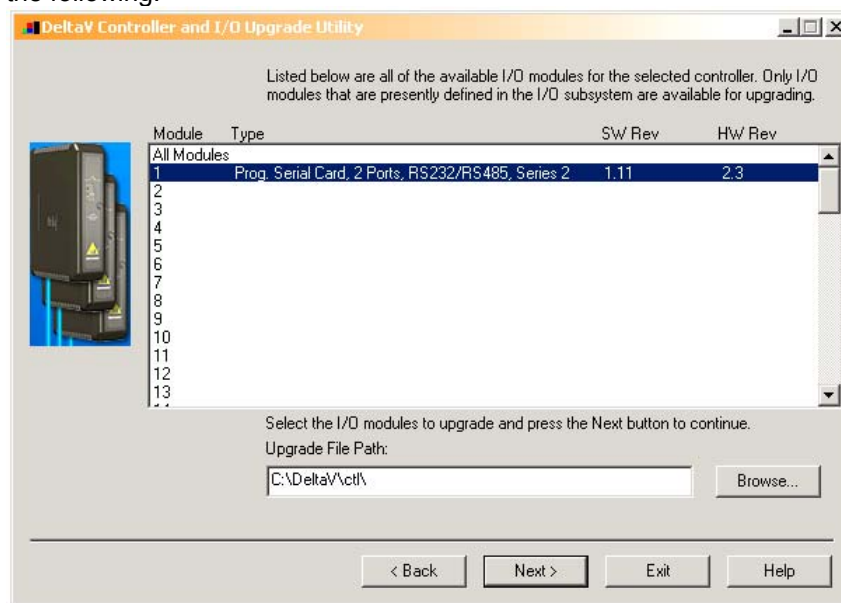 the following:
DeltaV Controller and I/O Upgrade Utility
Listed below are all of the available I/O modules for the selected controller. Only I/O
modules that are presently defined in the I/O subsystem are available for upgrading.
Module Type SW Rev HW Rev
All Modules
1 Prog. Serial Card, 2 Ports, RS232/RS485, Series 2 1.11 2.3
2
3
4
5
6
7
8
9
10
11
12
13
Select the I/O modules to upgrade and press the Next button to continue.
Upgrade File Path:
C:\DeltaV\ctl\
Browse...
< Back Next > Exit Help